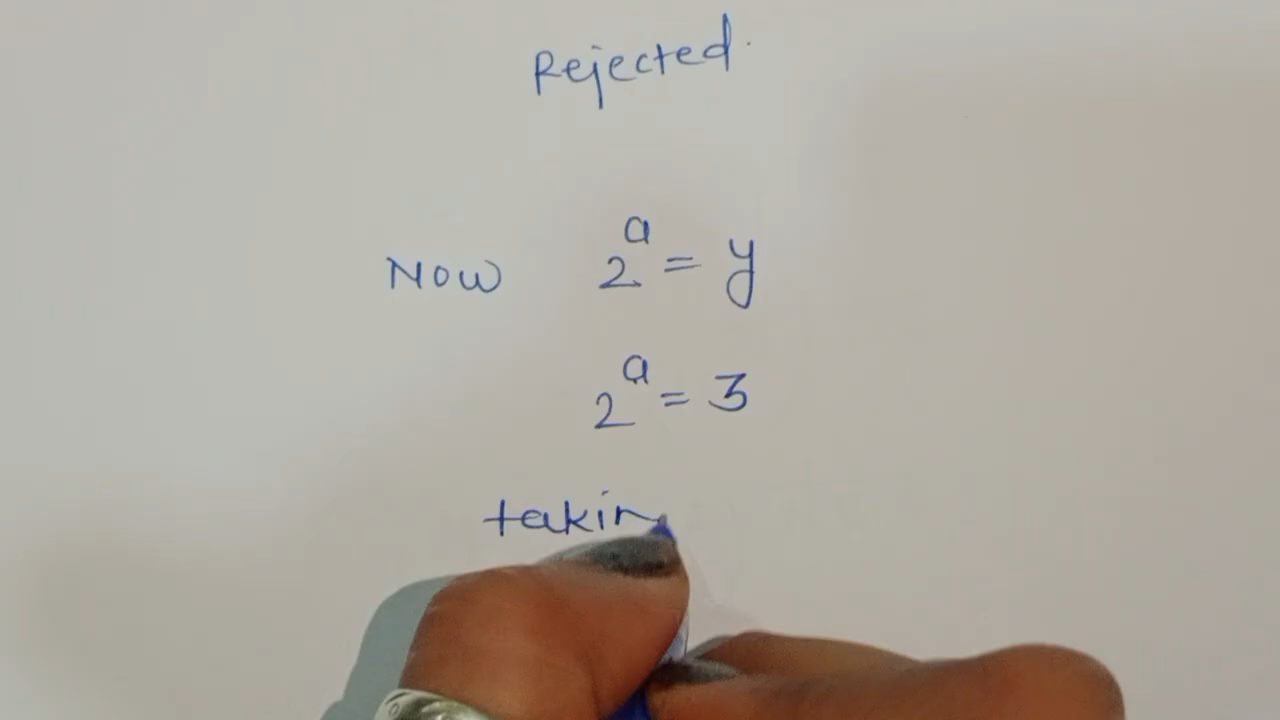 Rejected.
Now 2^a = y
2^a = 3
takin